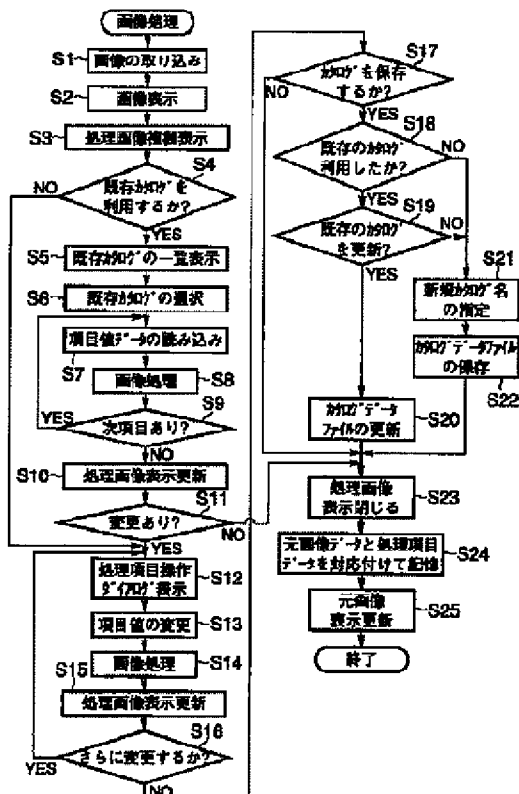 画像処理
S1
画像の取り込み
S2
画像表示
S3
処理画像複製表示
S4
既存カタログを
利用するか?
NO
YES
S5
既存カタログの一覧表示
S6
既存カタログの選択
項目値データの読み込み
S7
画像処理
S8
S9
次項目あり?
YES
NO
S10
処理画像表示更新
S11
変更あり?
NO
YES
処理項目操作
ダイアログ表示
S12
項目値の変更
S13
画像処理
S14
S15
処理画像表示更新
S16
さらに変更するか?
YES
NO
S17
カタログを保存
するか?
NO
YES
S18
既存のカタログ
利用したか?
NO
YES
S19
既存のカタログ
を更新?
NO
YES
S21
新規カタログ名
の指定
カタログデータファイル
の保存
S22
カタログデータ
ファイルの更新
S20
処理画像
表示閉じる
S23
元画像データと処理項目
データを対応付けて記憶
S24
元画像
表示更新
S25
終了